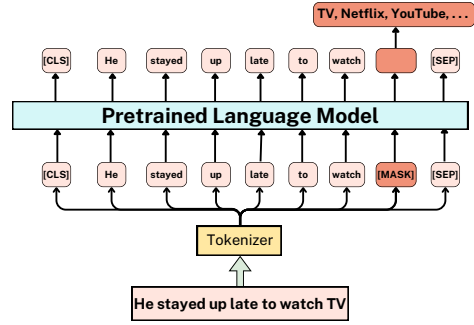 TV, Netflix, YouTube, . . .
[CLS] He stayed up late to watch [SEP]
Pretrained Language Model
[CLS] He stayed up late to watch [MASK] [SEP]
Tokenizer
He stayed up late to watch TV